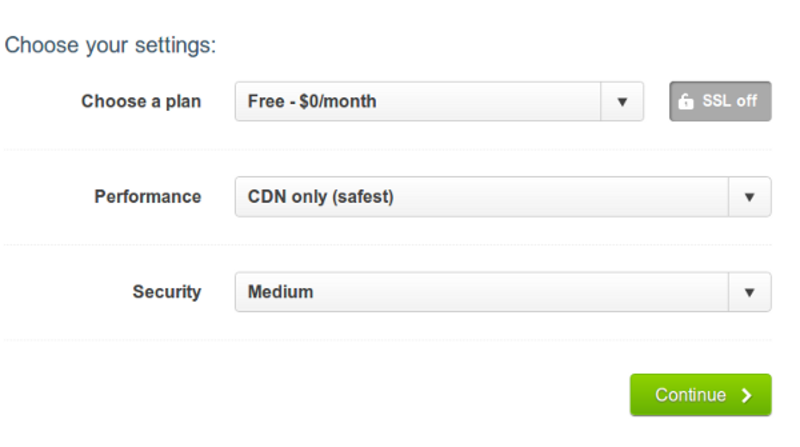 Choose your settings:
Choose a plan Free - $0/month SSL off
Performance CDN only (safest)
Security Medium
Continue